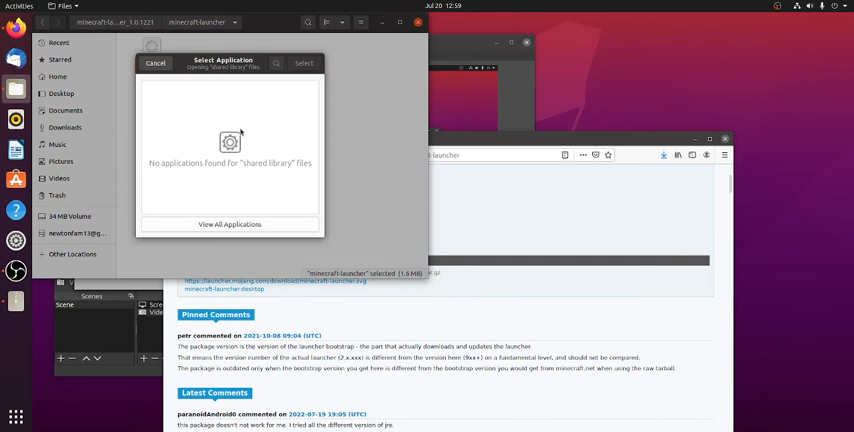 Activities
Files
Jul 20 12:59
minecraft-la...er_1.0.1221
minecraft-launcher
Recent
Starred
Home
Desktop
Documents
Downloads
Music
Pictures
Videos
Trash
34 MB Volume
newtonfam13@g...
Other Locations
Cancel
Select Application
Opening "shared library" files.
Select
No applications found for "shared library" files
View All Applications
"minecraft-launcher" selected (1.6 MB)
t-launcher
ar.gz
https://launcher.mojang.com/download/minecraft-launcher.svg
minecraft-launcher.desktop
Scenes
Scene
Scre
Vide
Pinned Comments
petr commented on 2021-10-08 09:04 (UTC)
The package version is the version of the launcher bootstrap - the part that actually downloads and updates the launcher.
That means the version number of the actual launcher (2.x.xxx) is different from the version here (9xx+) on a fundamental level, and should not be compared.
The package is outdated only when the bootstrap version you get here is different from the bootstrap version you would get from minecraft.net when using the raw tarball.
Latest Comments
paranoidAndroid0 commented on 2022-07-19 19:05 (UTC)
this package doesn't work for me. I tried all the different version of jre.